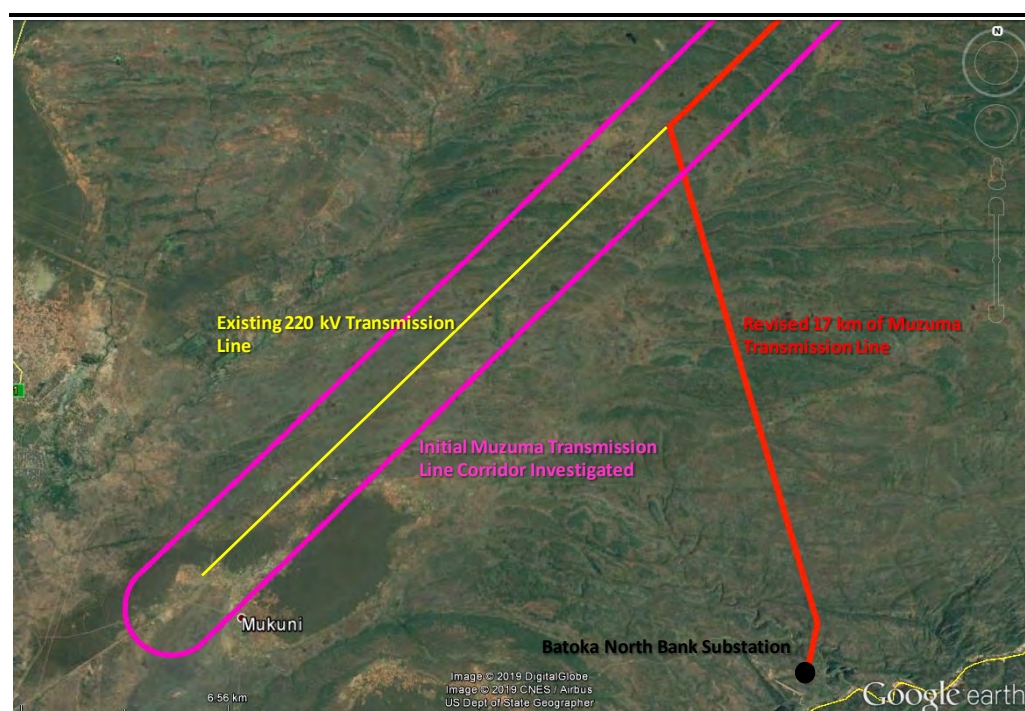 N
Existing 220 kV Transmission
Line
Revised 17 km of Muzuma
Transmission Line
Initial Muzuma Transmission
Line Corridor Investigated
1
Mukuni
Batoka North Bank Substation
6.56 km
Image © 2019 DigitalGlobe
Image © 2019 CNES / Airbus
US Dept of State Geographer
Google earth